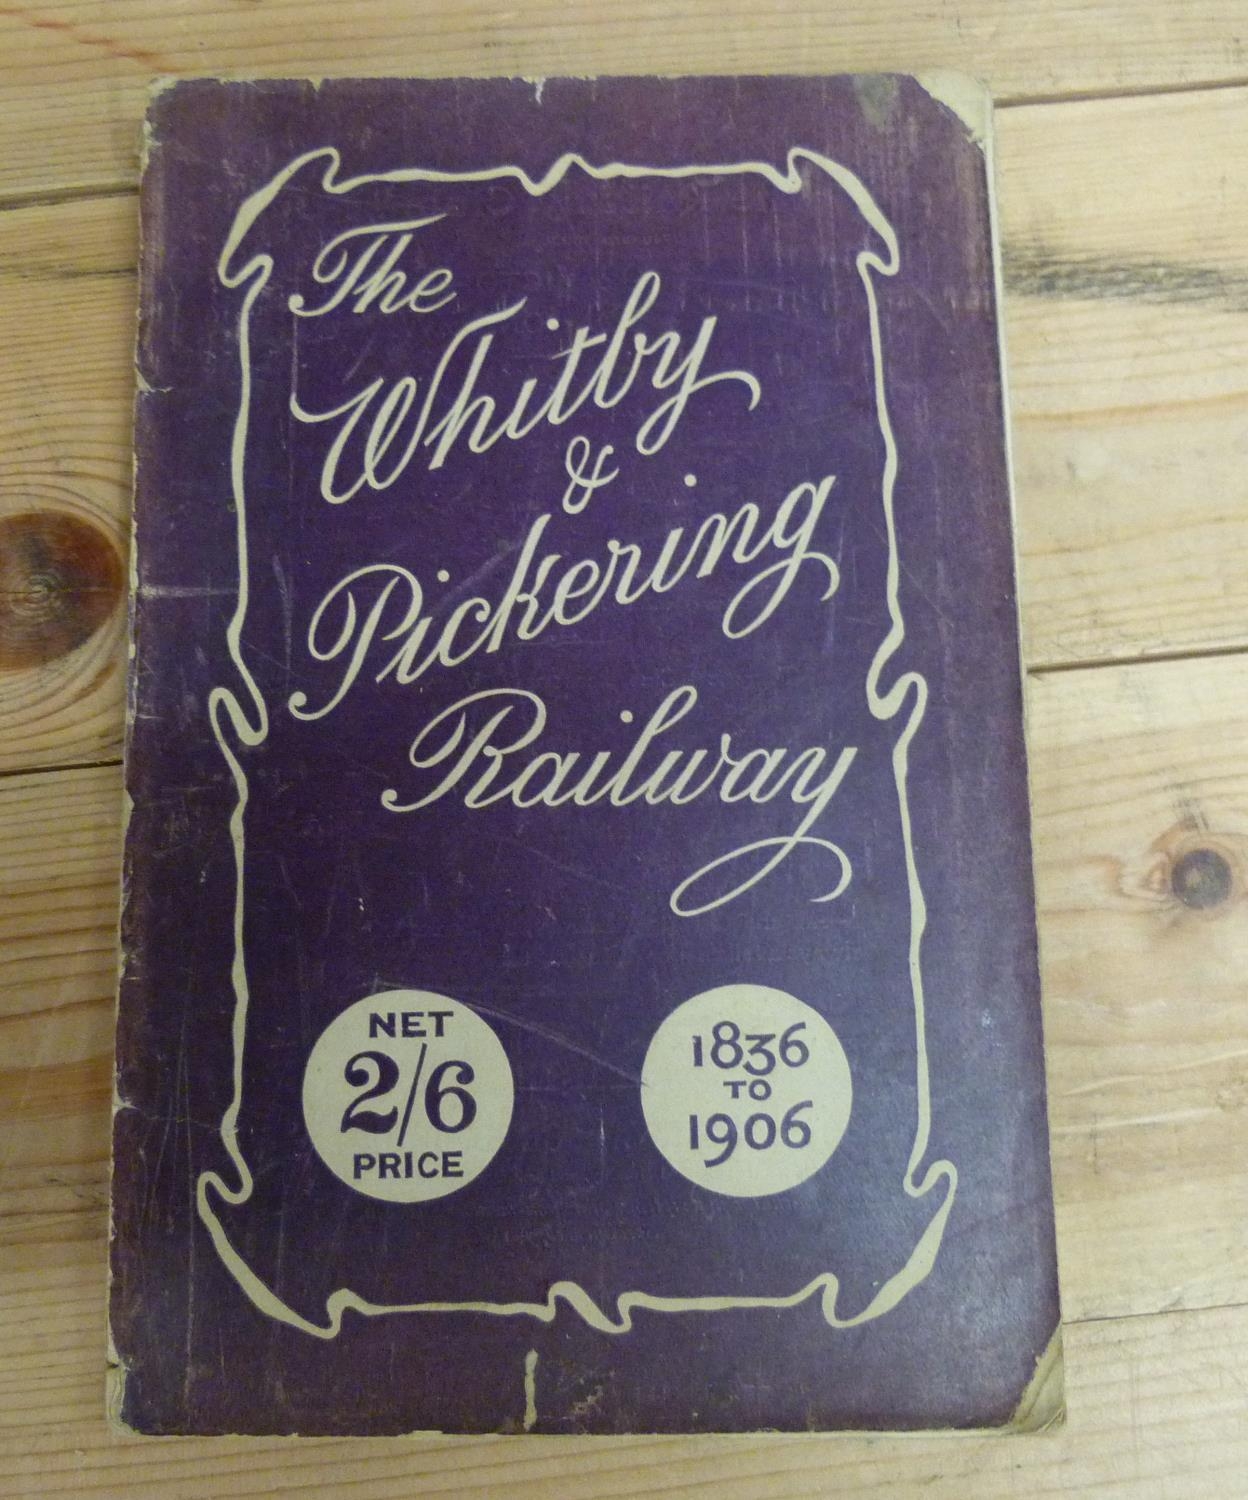 The
Whitby
&
Pickering
Railway
NET
2/6
PRICE
1836
TO
1906